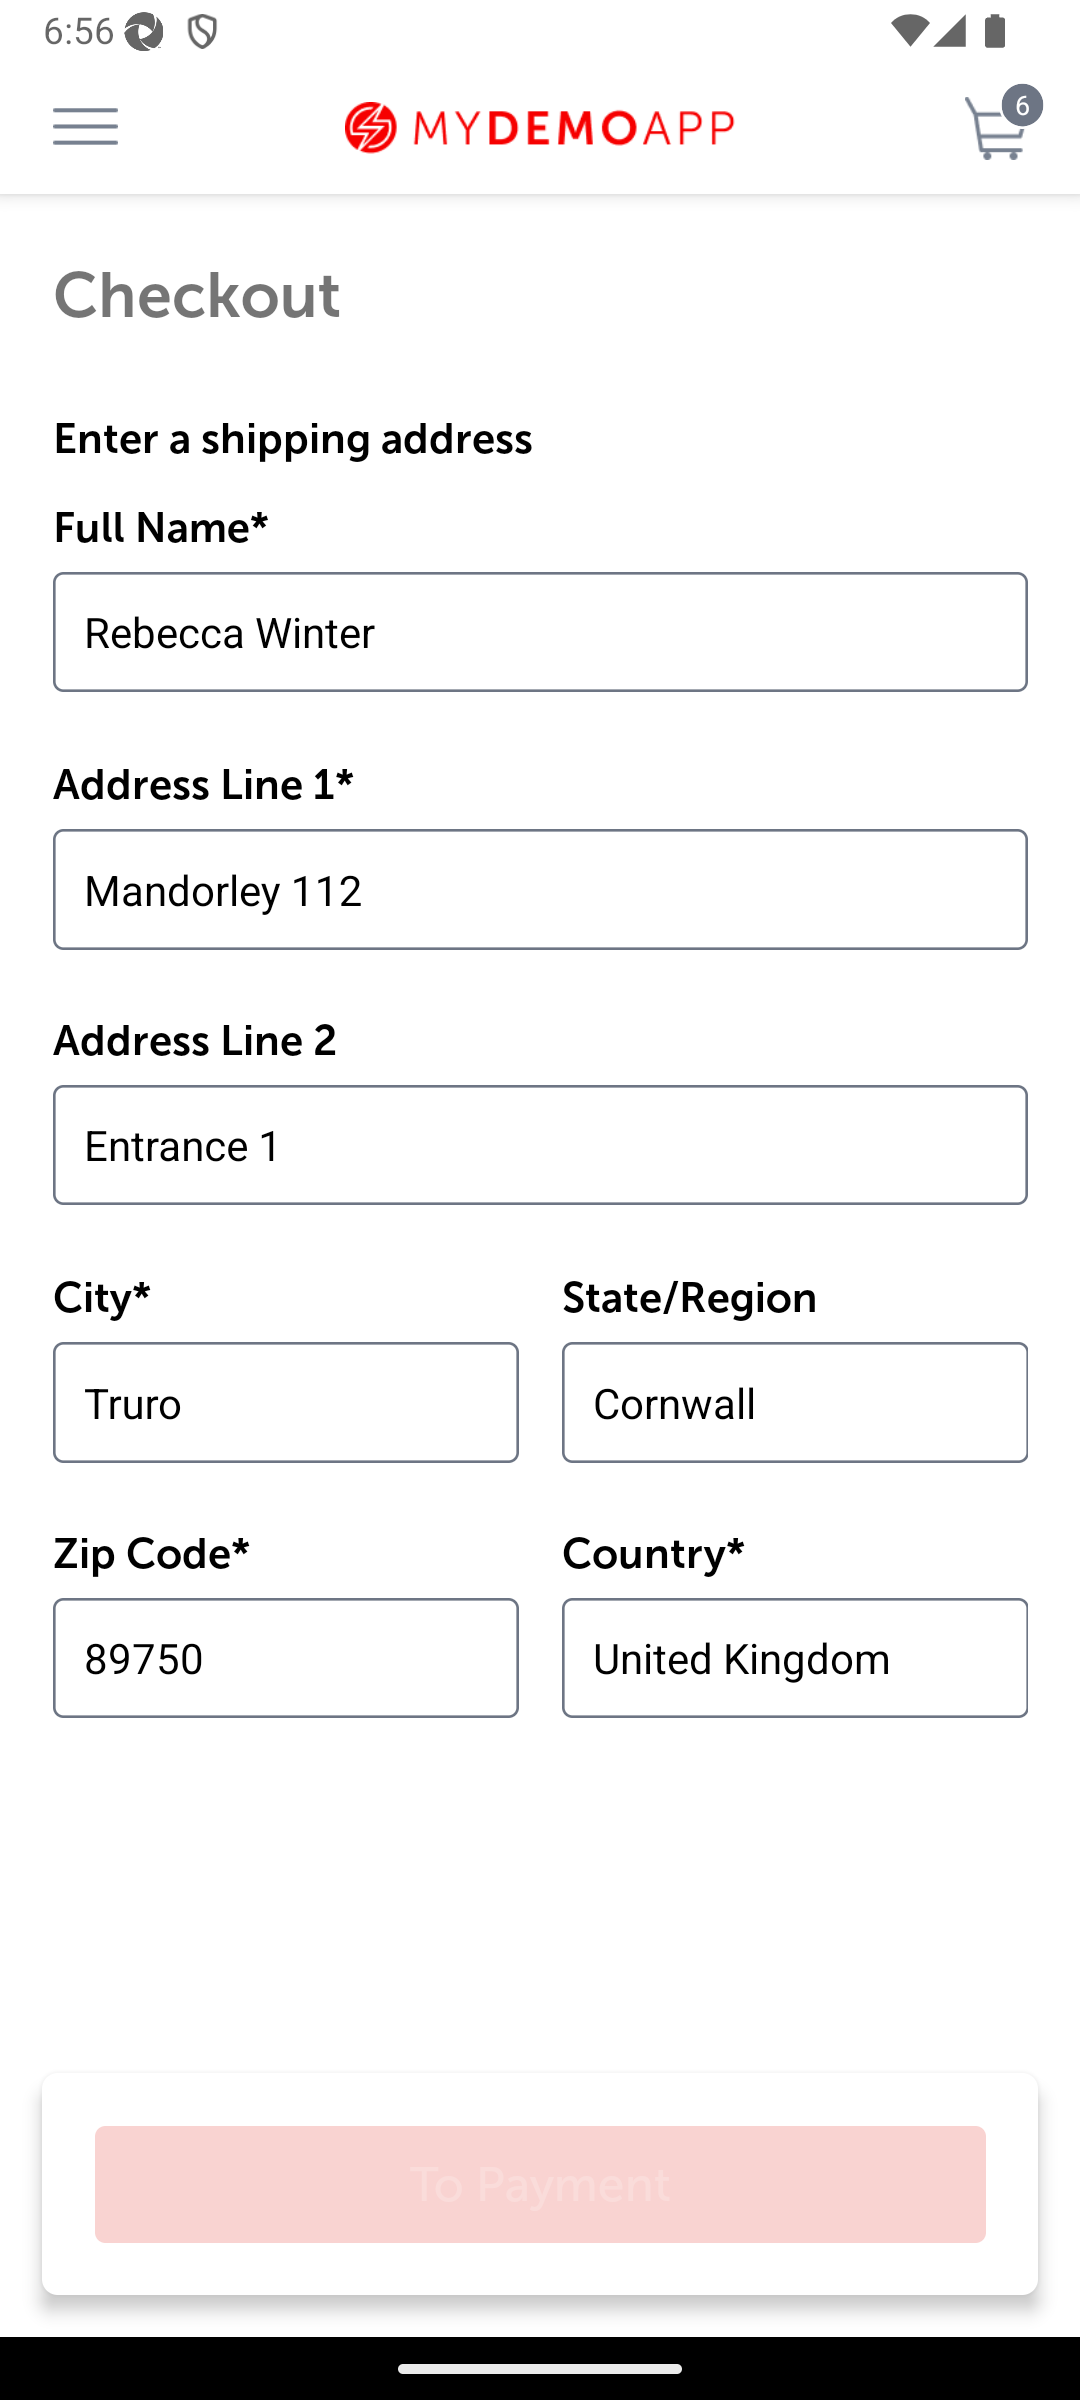 6:56
MYDEMOAPP
6
Checkout
Enter a shipping address
Full Name*
Rebecca Winter
Address Line 1*
Mandorley 112
Address Line 2
Entrance 1
City*
State/Region
Truro
Cornwall
Zip Code*
Country*
89750
United Kingdom
To Payment